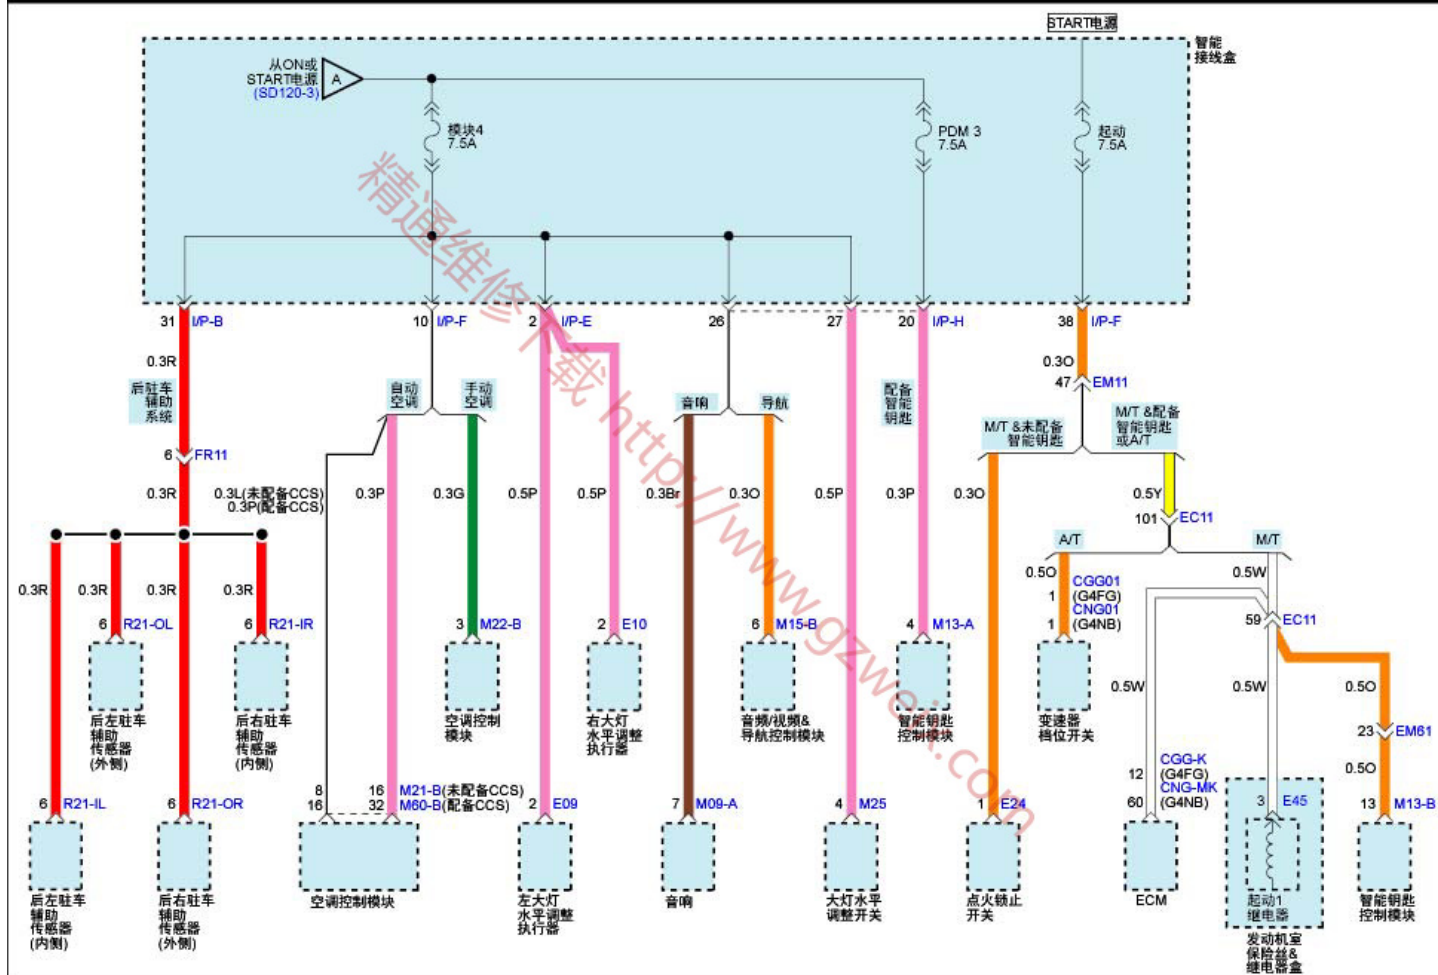 START电源
智能
接线盒
从ON或
START电源
(SD120-3)
A
模块4
7.5A
PDM 3
7.5A
起动
7.5A
31
I/P-B
10
I/P-F
2
I/P-E
26
27
20
I/P-H
38
I/P-F
0.3R
0.3O
47
EM11
后驻车
辅助
系统
自动
空调
手动
空调
音响
导航
配备
智能
钥匙
M/T &未配备
智能钥匙
M/T &配备
智能钥匙
或A/T
6
FR11
0.3R
0.3L(未配备CCS)
0.3P(配备CCS)
0.3P
0.3G
0.5P
0.5P
0.3Br
0.3O
0.5P
0.3P
0.3O
0.5Y
101
EC11
A/T
M/T
0.3R
0.3R
0.3R
0.3R
0.5O
CGG01
1
(G4FG)
CNG01
1
(G4NB)
0.5W
59
EC11
6
R21-OL
6
R21-IR
3
M22-B
2
E10
6
M15-B
4
M13-A
后左驻车
辅助
传感器
(外侧)
后右驻车
辅助
传感器
(内侧)
空调控制
模块
右大灯
水平调整
执行器
音频/视频&
导航控制模块
智能钥匙
控制模块
变速器
档位开关
0.5W
0.5W
0.5O
23
EM61
0.5O
CGG-K
12
(G4FG)
CNG-MK
60
(G4NB)
6
R21-IL
6
R21-OR
8
16
16
M21-B(未配备CCS)
32
M60-B(配备CCS)
2
E09
7
M09-A
4
M25
1
E24
3
E45
13
M13-B
后左驻车
辅助
传感器
(内侧)
后右驻车
辅助
传感器
(外侧)
空调控制模块
左大灯
水平调整
执行器
音响
大灯水平
调整开关
点火锁止
开关
ECM
起动1
继电器
发动机室
保险丝&
继电器盒
智能钥匙
控制模块
精通维修下载 http://www.gzweix.com